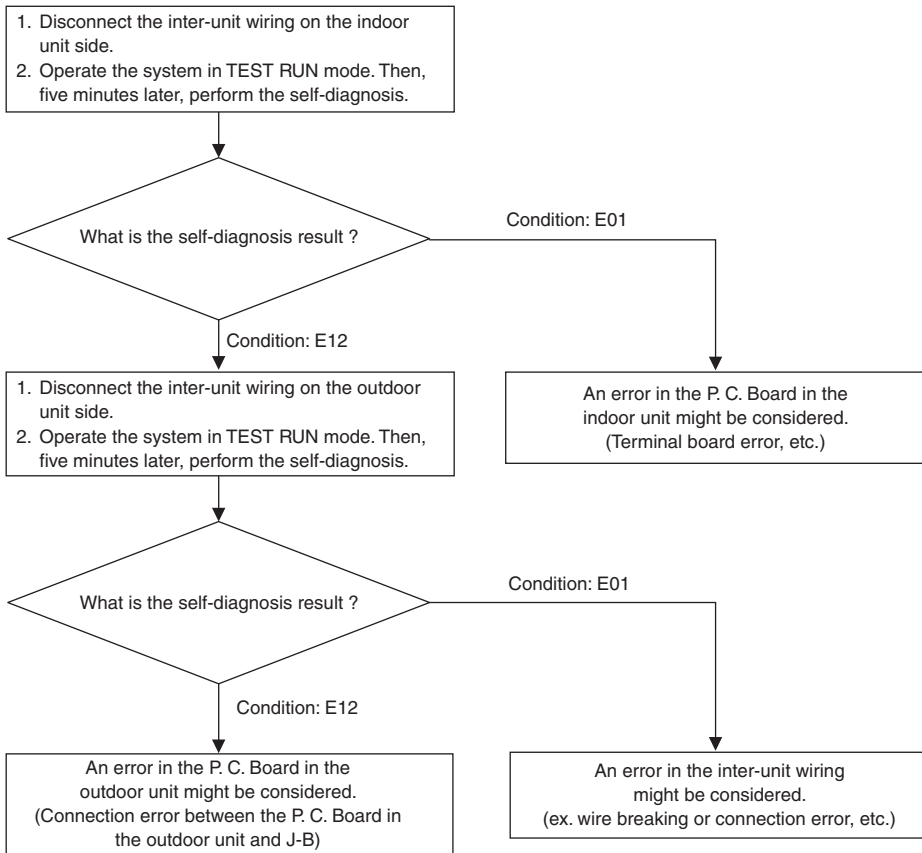 1. Disconnect the inter-unit wiring on the indoor
unit side.
2. Operate the system in TEST RUN mode. Then,
five minutes later, perform the self-diagnosis.
What is the self-diagnosis result ?
Condition: E01
Condition: E12
An error in the P. C. Board in the
indoor unit might be considered.
(Terminal board error, etc.)
1. Disconnect the inter-unit wiring on the outdoor
unit side.
2. Operate the system in TEST RUN mode. Then,
five minutes later, perform the self-diagnosis.
What is the self-diagnosis result ?
Condition: E01
Condition: E12
An error in the P. C. Board in the
outdoor unit might be considered.
(Connection error between the P. C. Board in
the outdoor unit and J-B)
An error in the inter-unit wiring
might be considered.
(ex. wire breaking or connection error, etc.)